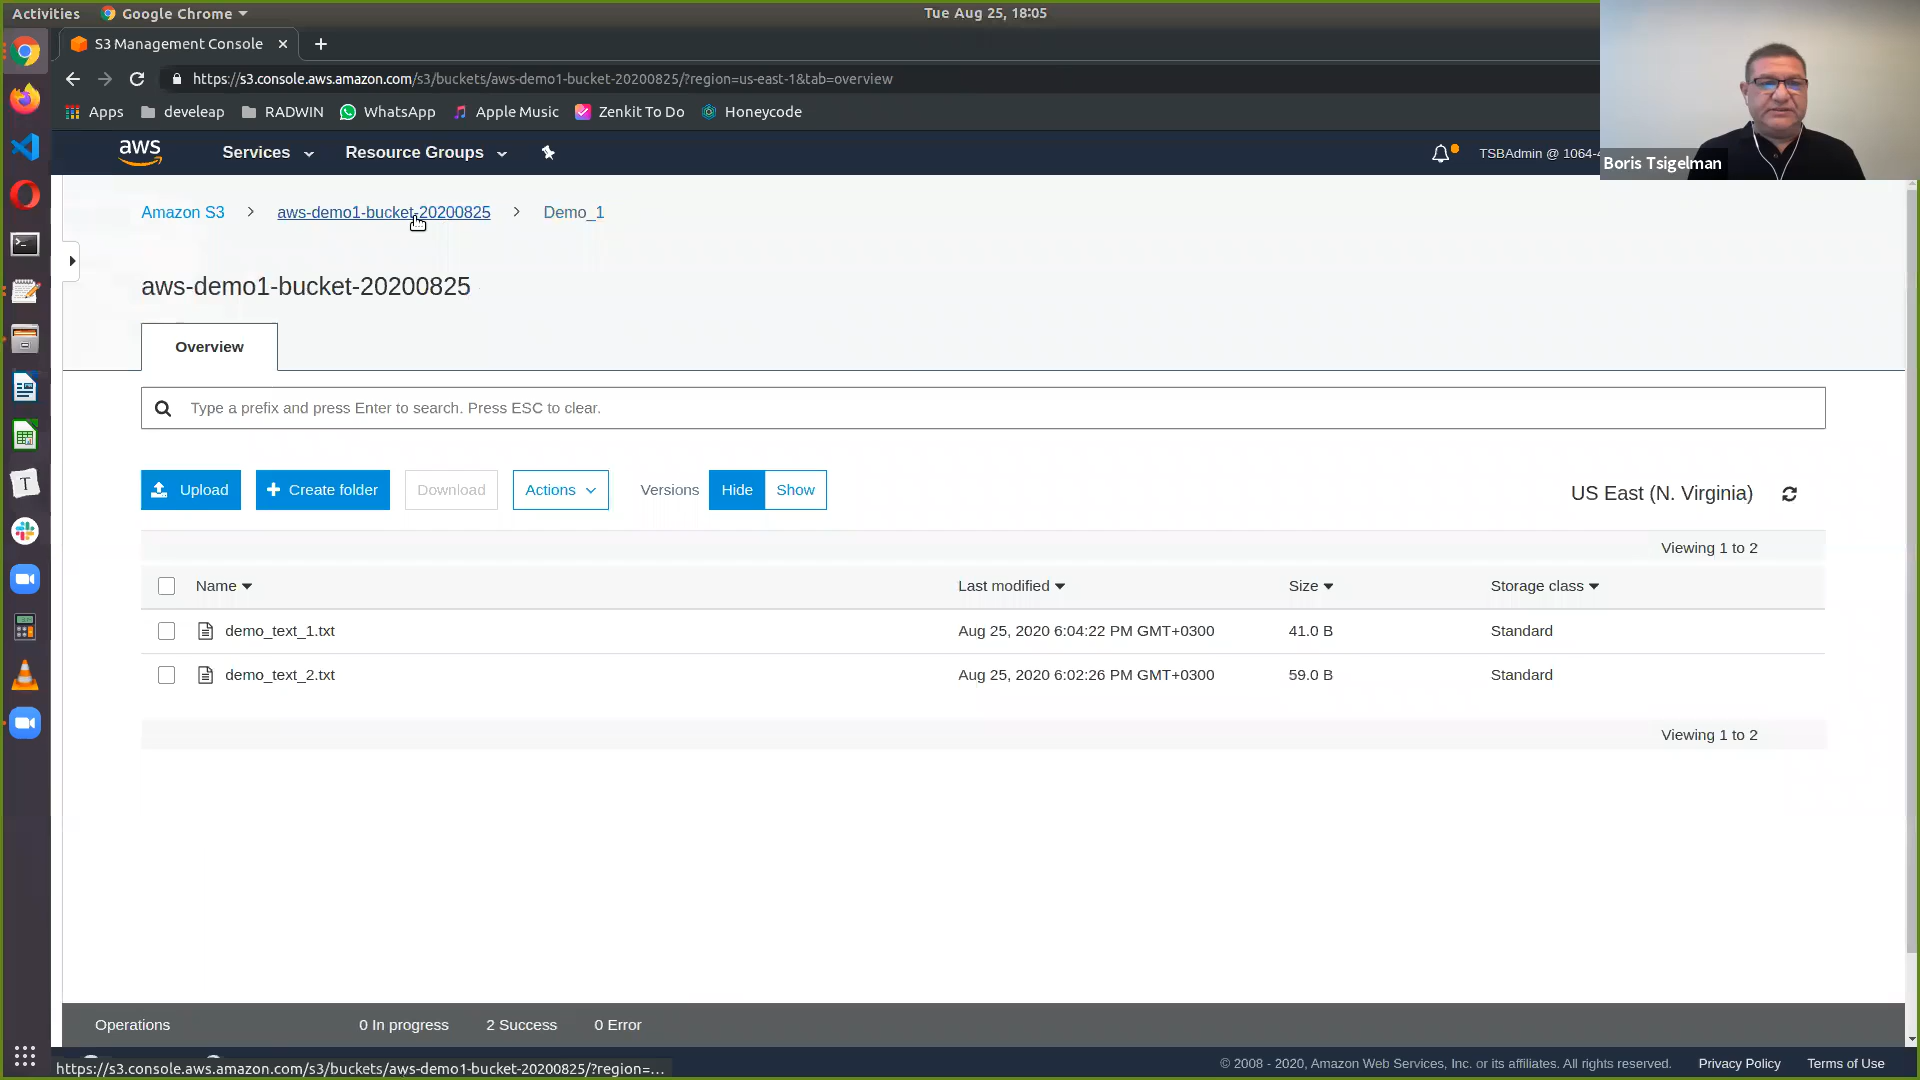 Activities Google Chrome Tue Aug 25, 18:05
S3 Management Console
https://s3.console.aws.amazon.com/s3/buckets/aws-demo1-bucket-20200825/?region=us-east-1&tab=overview
Apps develeap RADWIN WhatsApp Apple Music Zenkit To Do Honeycode
aws Services Resource Groups TSBAdmin @ 1064-
Boris Tsigelman
Amazon S3 > aws-demo1-bucket-20200825 > Demo_1
aws-demo1-bucket-20200825
Overview
Type a prefix and press Enter to search. Press ESC to clear.
Upload + Create folder Download Actions Versions Hide Show US East (N. Virginia)
Viewing 1 to 2
Name Last modified Size Storage class
demo_text_1.txt Aug 25, 2020 6:04:22 PM GMT+0300 41.0 B Standard
demo_text_2.txt Aug 25, 2020 6:02:26 PM GMT+0300 59.0 B Standard
Viewing 1 to 2
Operations 0 In progress 2 Success 0 Error
https://s3.console.aws.amazon.com/s3/buckets/aws-demo1-bucket-20200825/?region=... © 2008 - 2020, Amazon Web Services, Inc. or its affiliates. All rights reserved. Privacy Policy Terms of Use